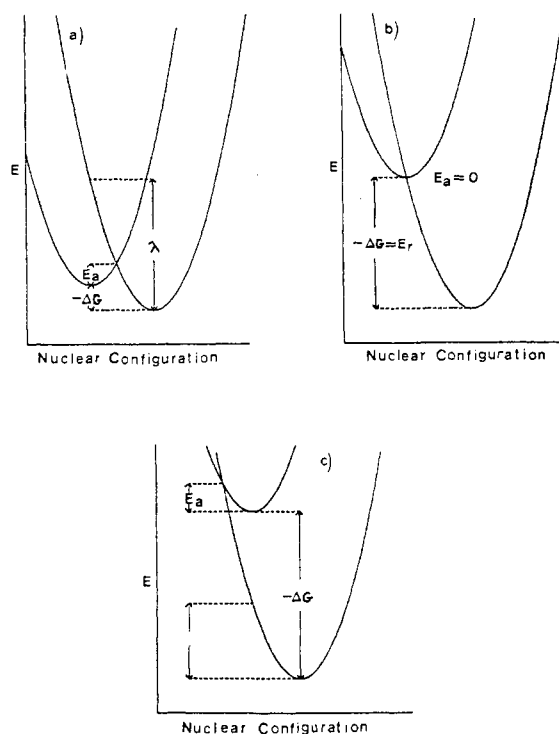 a)
E
λ
Ea
-ΔG
Nuclear Configuration
b)
E
Ea=0
-ΔG=Er
Nuclear Configuration
c)
Ea
E
-ΔG
Nuclear Configuration